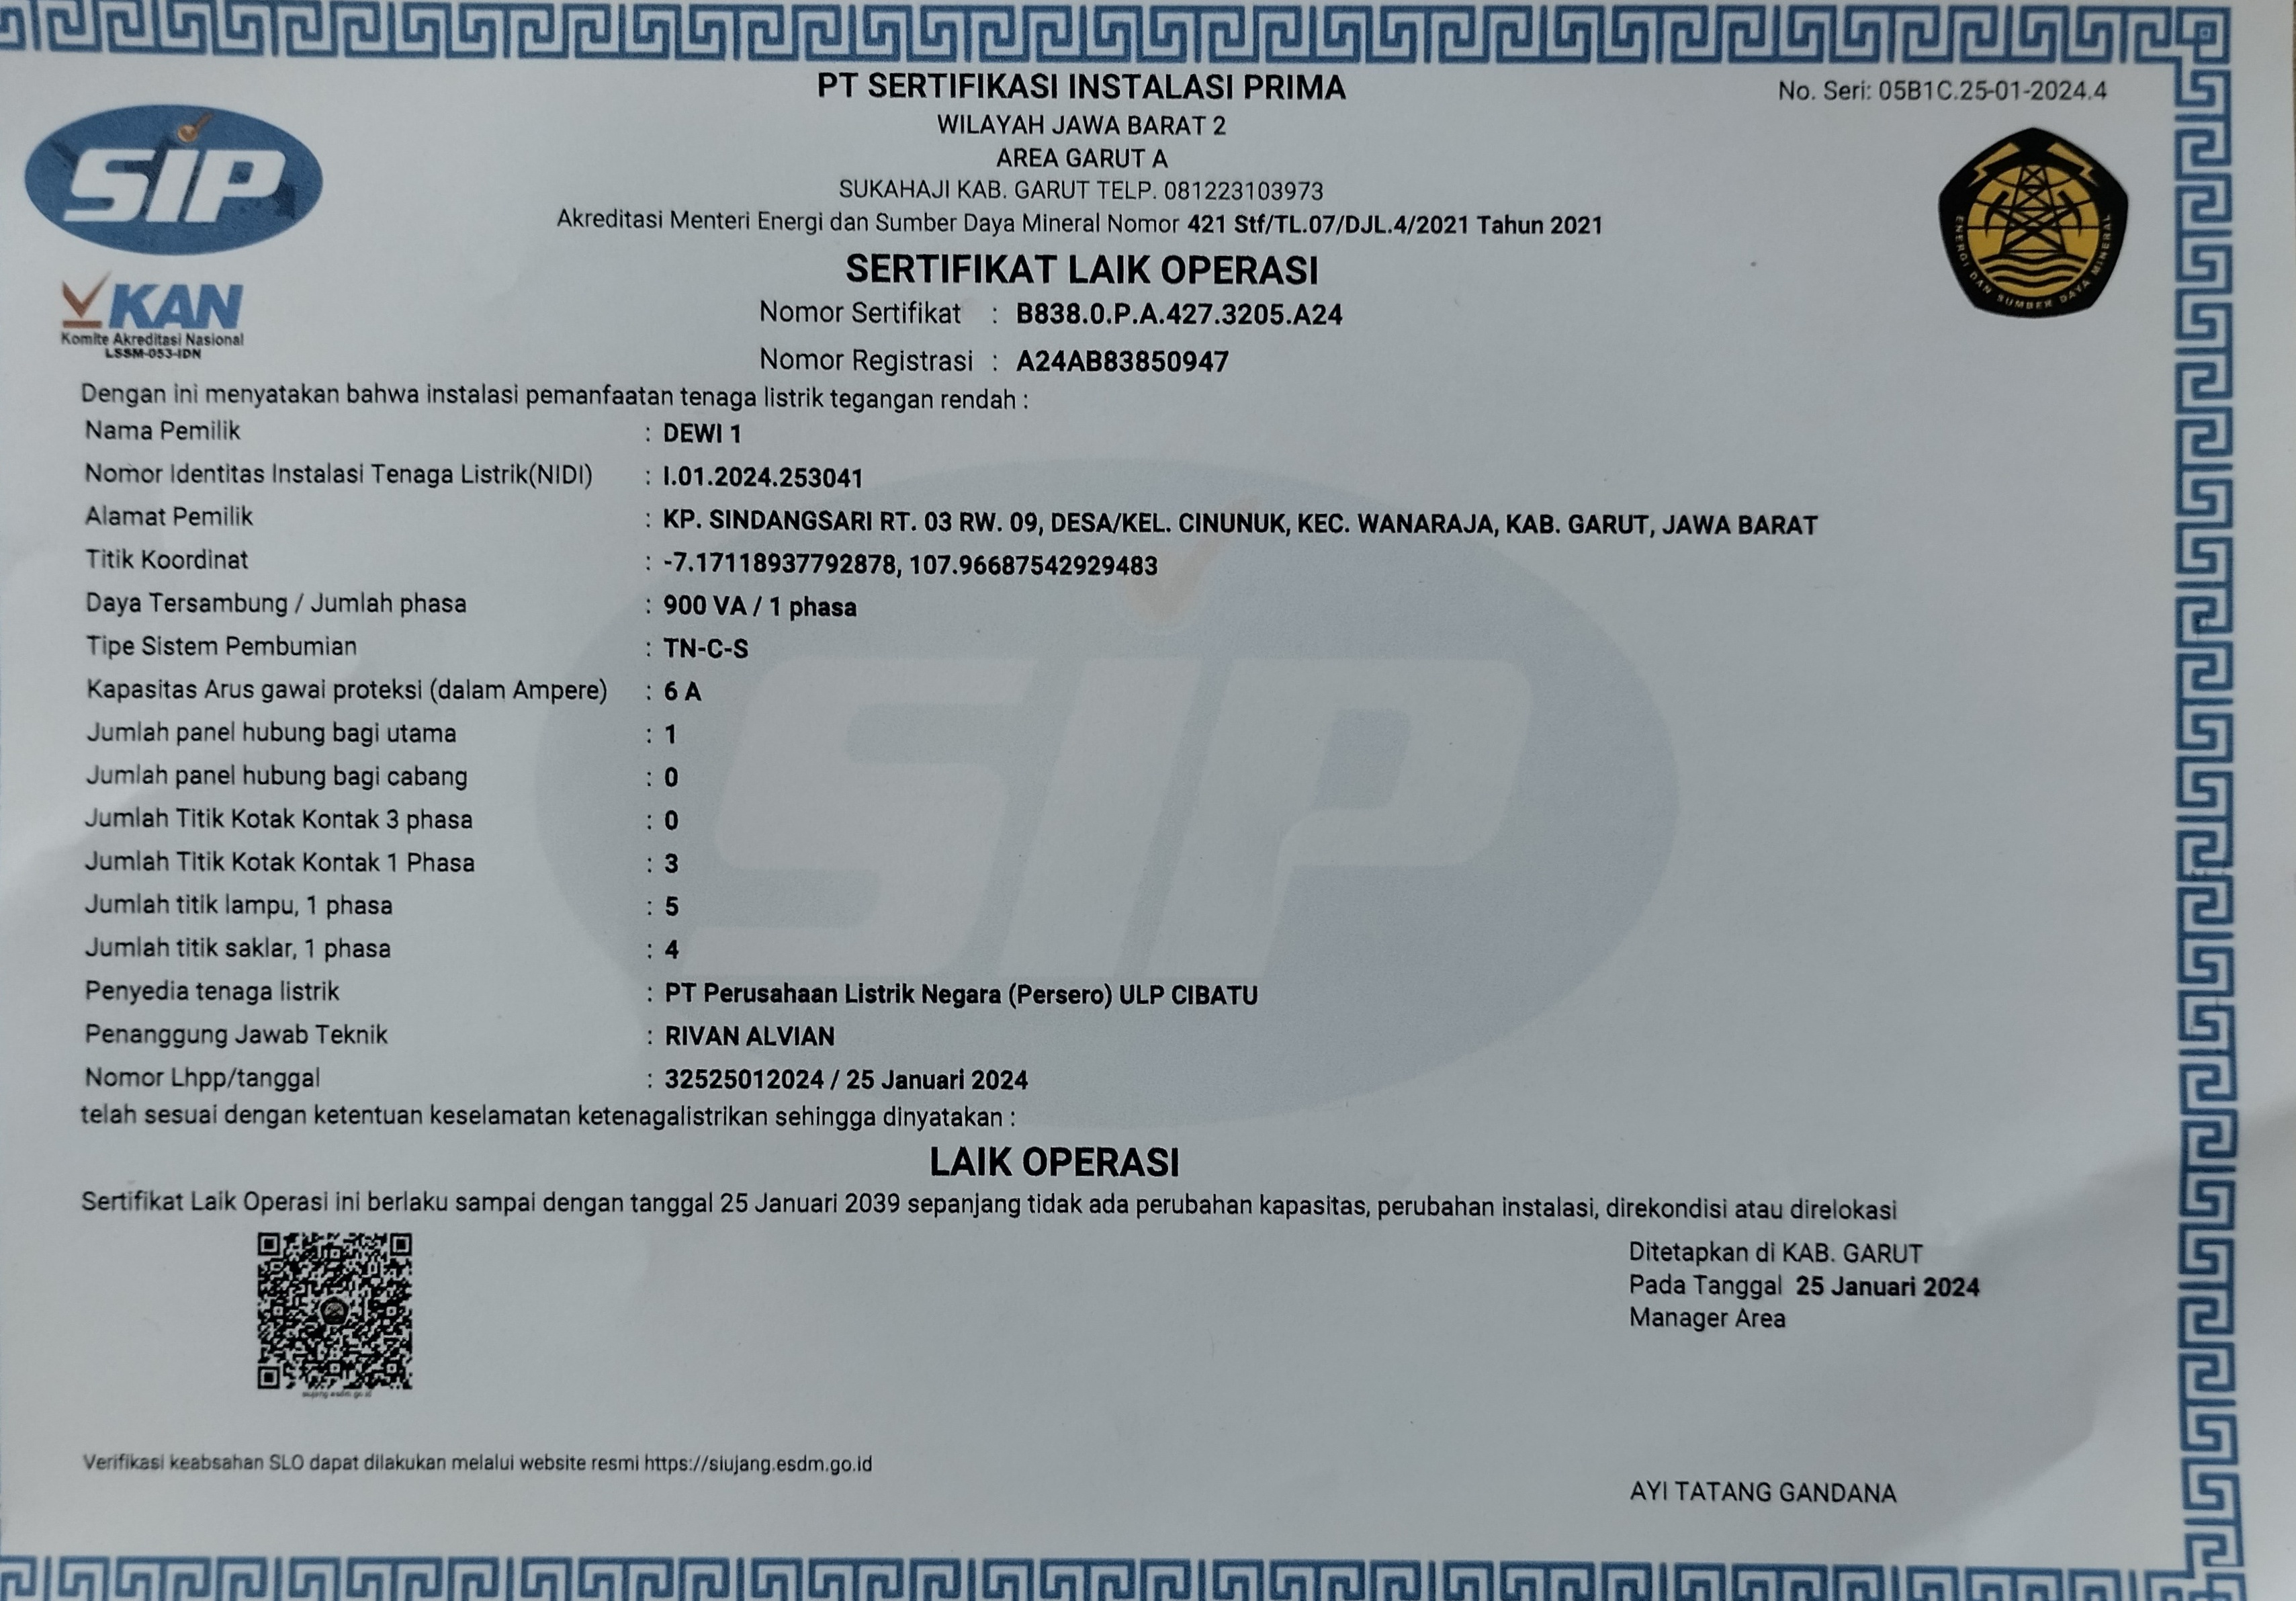 PT SERTIFIKASI INSTALASI PRIMA
No. Seri: 05B1C.25-01-2024.4
WILAYAH JAWA BARAT 2
AREA GARUT A
SUKAHAJI KAB. GARUT TELP. 081223103973
Akreditasi Menteri Energi dan Sumber Daya Mineral Nomor 421 Stf/TL.07/DJL.4/2021 Tahun 2021
SIP
KAN
Komite Akreditasi Nasional
LSSM-053-IDN
ENERGI DAN SUMBER DAYA MINERAL
SERTIFIKAT LAIK OPERASI
Nomor Sertifikat : B838.0.P.A.427.3205.A24
Nomor Registrasi : A24AB83850947
Dengan ini menyatakan bahwa instalasi pemanfaatan tenaga listrik tegangan rendah :
Nama Pemilik : DEWI 1
Nomor Identitas Instalasi Tenaga Listrik(NIDI) : I.01.2024.253041
Alamat Pemilik : KP. SINDANGSARI RT. 03 RW. 09, DESA/KEL. CINUNUK, KEC. WANARAJA, KAB. GARUT, JAWA BARAT
Titik Koordinat : -7.17118937792878, 107.96687542929483
Daya Tersambung / Jumlah phasa : 900 VA / 1 phasa
Tipe Sistem Pembumian : TN-C-S
Kapasitas Arus gawai proteksi (dalam Ampere) : 6 A
Jumlah panel hubung bagi utama : 1
Jumlah panel hubung bagi cabang : 0
Jumlah Titik Kotak Kontak 3 phasa : 0
Jumlah Titik Kotak Kontak 1 Phasa : 3
Jumlah titik lampu, 1 phasa : 5
Jumlah titik saklar, 1 phasa : 4
Penyedia tenaga listrik : PT Perusahaan Listrik Negara (Persero) ULP CIBATU
Penanggung Jawab Teknik : RIVAN ALVIAN
Nomor Lhpp/tanggal : 32525012024 / 25 Januari 2024
telah sesuai dengan ketentuan keselamatan ketenagalistrikan sehingga dinyatakan :
SIP
LAIK OPERASI
Sertifikat Laik Operasi ini berlaku sampai dengan tanggal 25 Januari 2039 sepanjang tidak ada perubahan kapasitas, perubahan instalasi, direkondisi atau direlokasi
siujang.esdm.go.id
Ditetapkan di KAB. GARUT
Pada Tanggal 25 Januari 2024
Manager Area
Verifikasi keabsahan SLO dapat dilakukan melalui website resmi https://siujang.esdm.go.id
AYI TATANG GANDANA